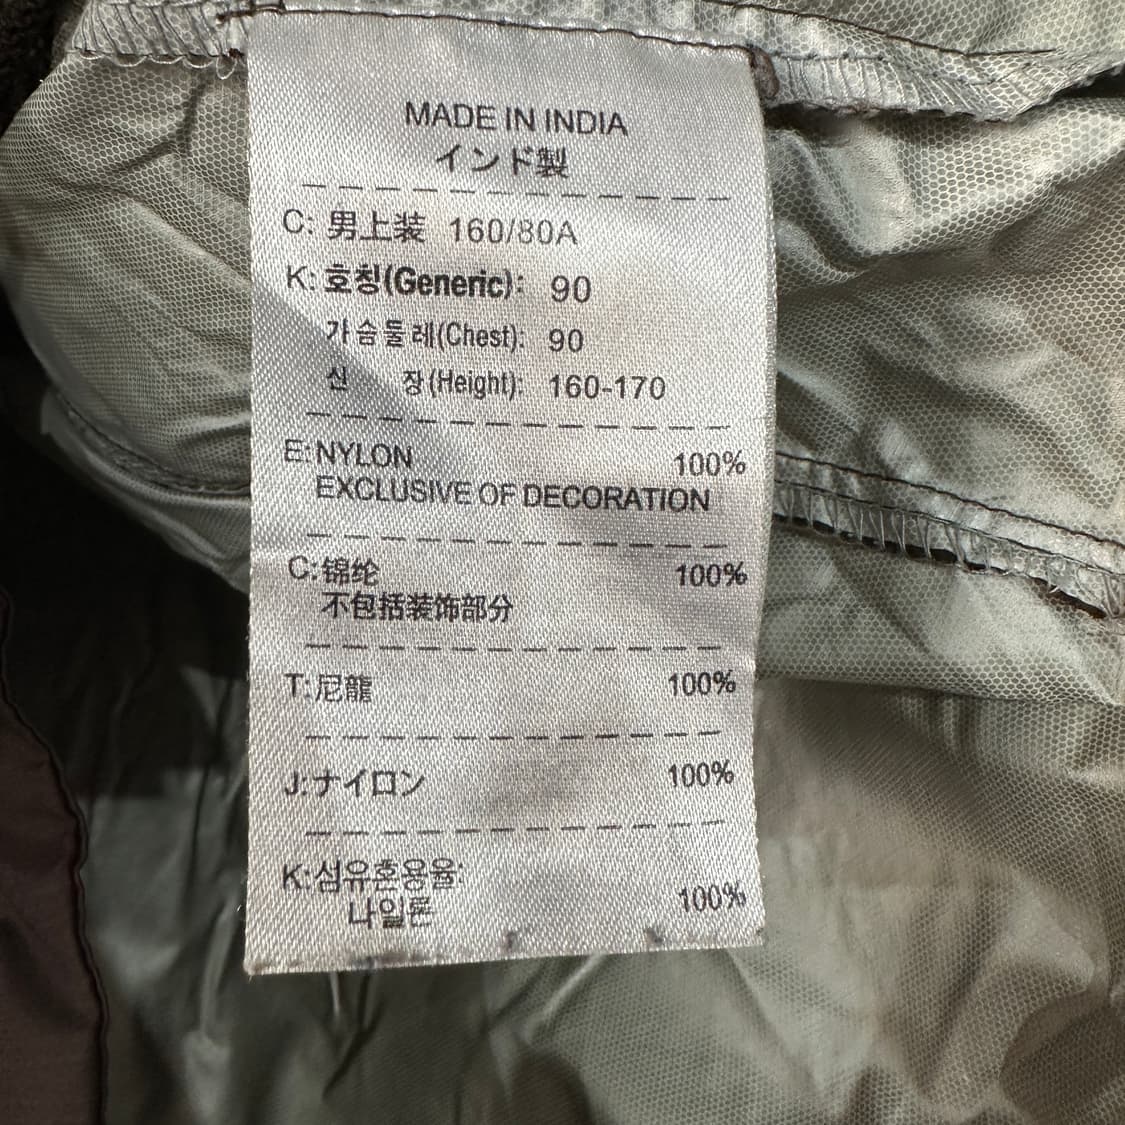 MADE IN INDIA
インド製
C: 男上装 160/80A
K: 호칭(Generic): 90
가슴둘레(Chest): 90
신 장(Height): 160-170
E:NYLON 100%
EXCLUSIVE OF DECORATION
C:锦纶 100%
不包括装饰部分
T:尼龍 100%
J:ナイロン 100%
K:섬유혼용율:
나일론 100%